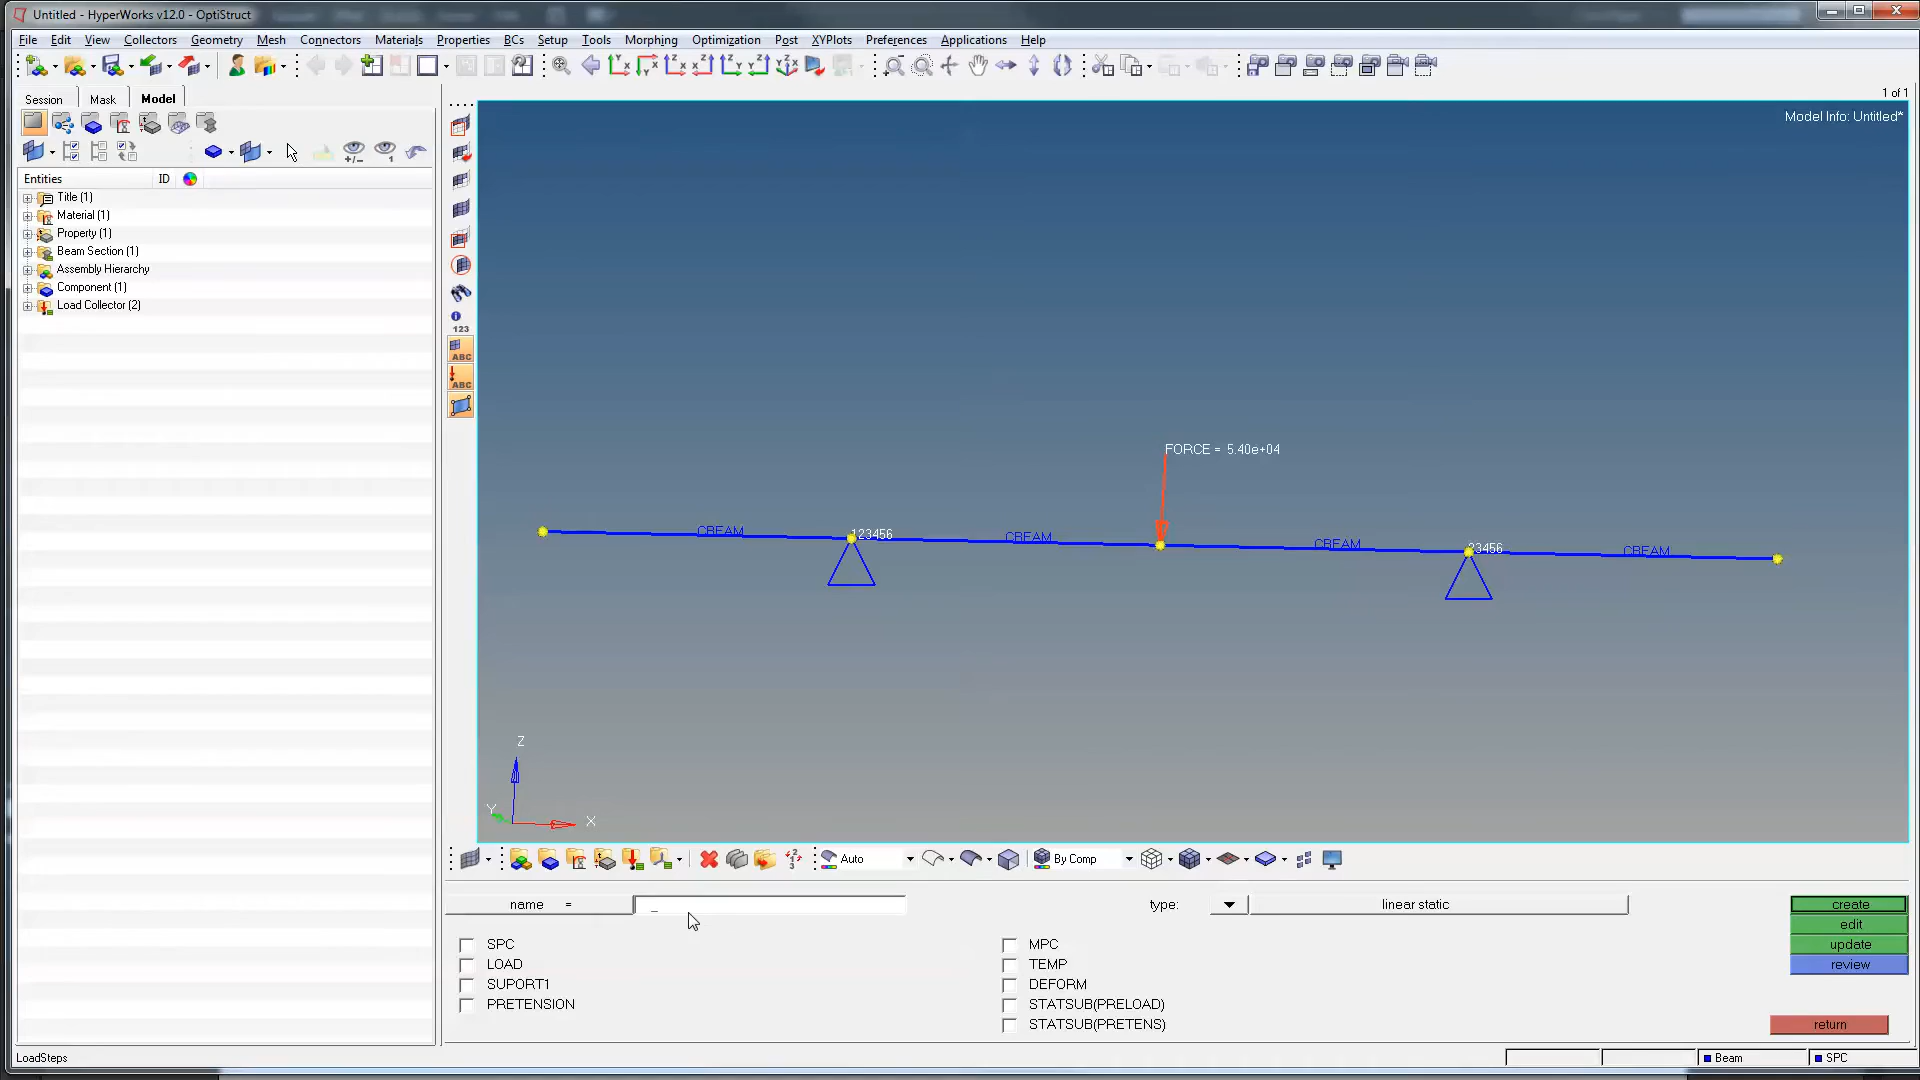 Untitled - HyperWorks v12.0 - OptiStruct
File Edit View Collectors Geometry Mesh Connectors Materials Properties BCs Setup Tools Morphing Optimization Post XYPlots Preferences Applications Help
Session Mask Model
1 of 1
Model Info: Untitled*
Entities ID
Title (1)
Material (1)
Property (1)
Beam Section (1)
Assembly Hierarchy
Component (1)
Load Collector (2)
123
ABC
ABC
FORCE = 5.40e+04
CBEAM 123456 CBEAM CBEAM 23456 CBEAM
Z
Y
X
Auto By Comp
name = _ type: linear static create
edit
SPC MPC update
LOAD TEMP review
SUPORT1 DEFORM
PRETENSION STATSUB(PRELOAD)
STATSUB(PRETENS) return
LoadSteps Beam SPC